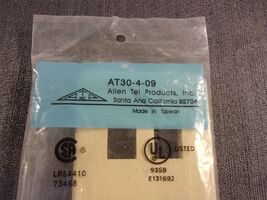 AT30-4-09
Allen Tel Products, Inc.
Santa Ana California 92704
Made in Taiwan
LISTED
LR64410
9359
73468
E131692